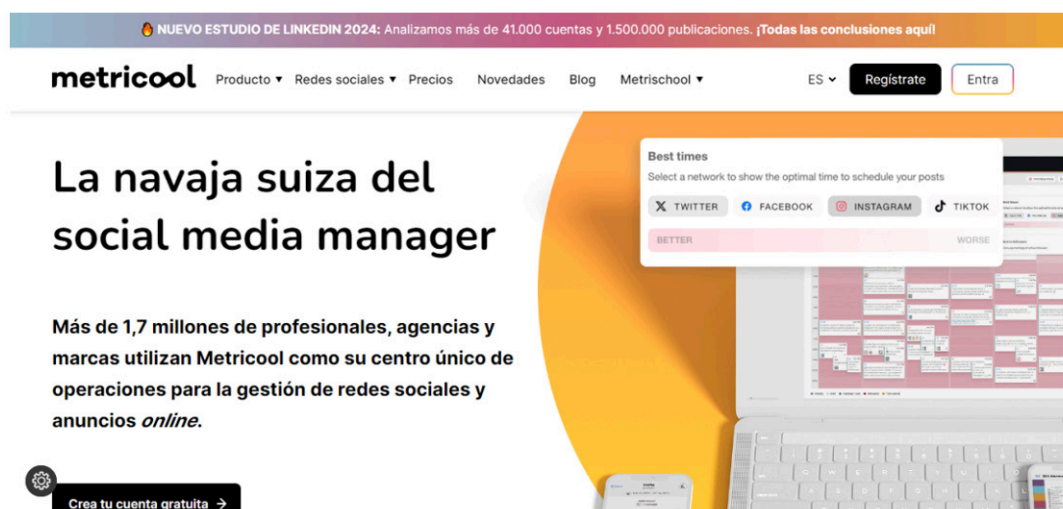 NUEVO ESTUDIO DE LINKEDIN 2024: Analizamos más de 41.000 cuentas y 1.500.000 publicaciones. ¡Todas las conclusiones aquí!
metricool Producto Redes sociales Precios Novedades Blog Metrischool ES Regístrate Entra
La navaja suiza del
social media manager
Más de 1,7 millones de profesionales, agencias y
marcas utilizan Metricool como su centro único de
operaciones para la gestión de redes sociales y
anuncios online.
Crea tu cuenta gratuita →
Best times
Select a network to show the optimal time to schedule your posts
TWITTER FACEBOOK INSTAGRAM TIKTOK
BETTER WORSE